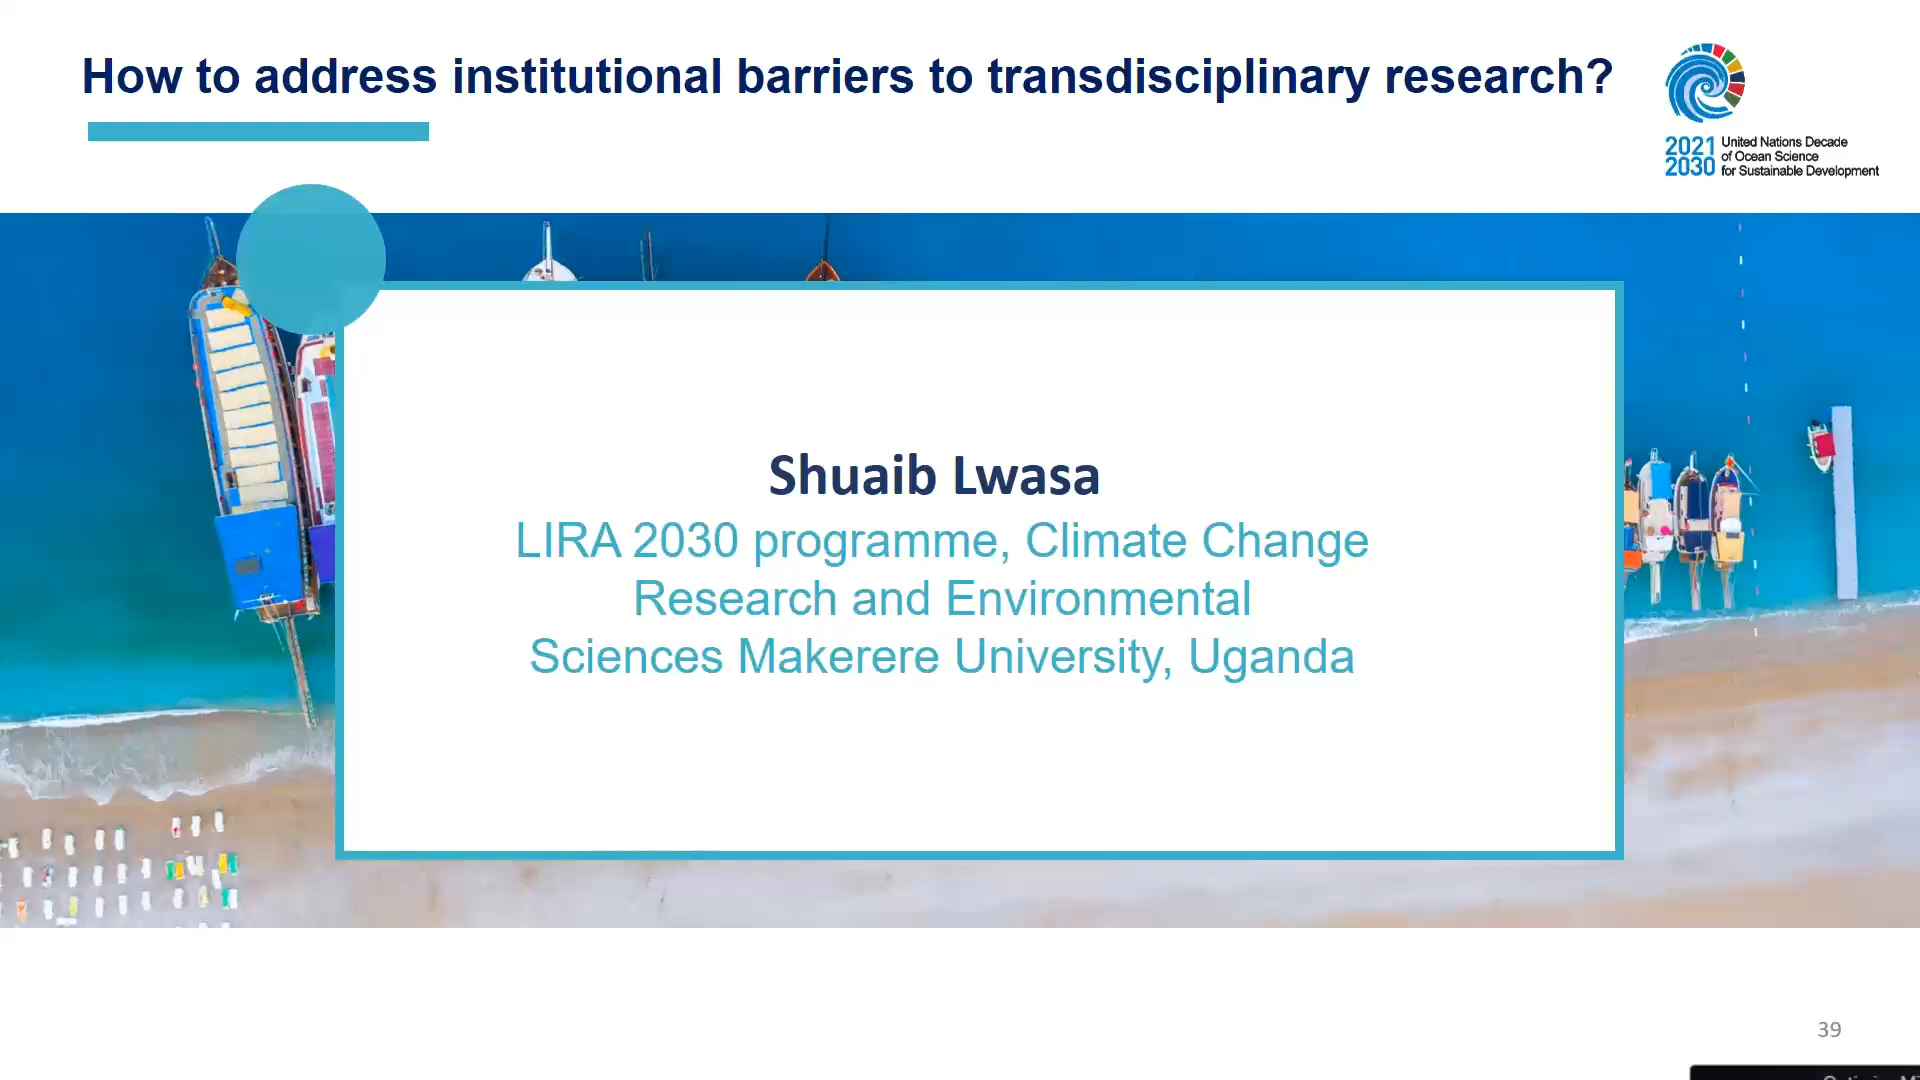 How to address institutional barriers to transdisciplinary research?
2021 United Nations Decade
of Ocean Science
2030 for Sustainable Development
Shuaib Lwasa
LIRA 2030 programme, Climate Change
Research and Environmental
Sciences Makerere University, Uganda
39